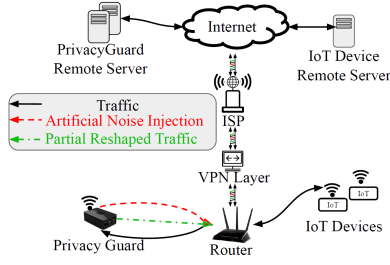 Internet
PrivacyGuard
Remote Server
IoT Device
Remote Server
ISP
Traffic
Artificial Noise Injection
Partial Reshaped Traffic
VPN Layer
IoT
IoT
Privacy Guard
Router
IoT Devices